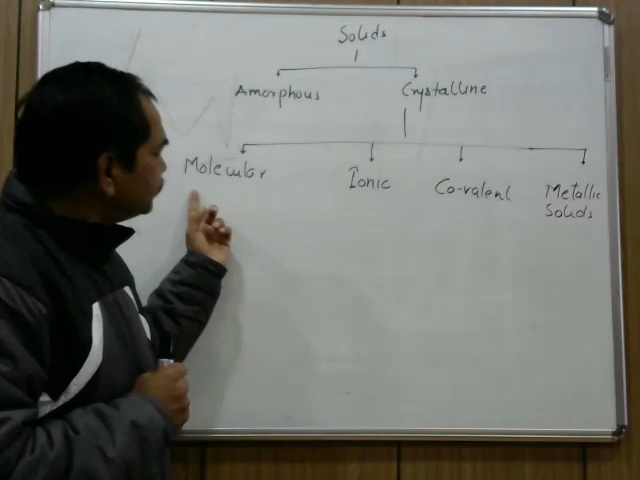 Solids
Amorphous Crystalline
Molecular Ionic Co-valent Metallic
Solids